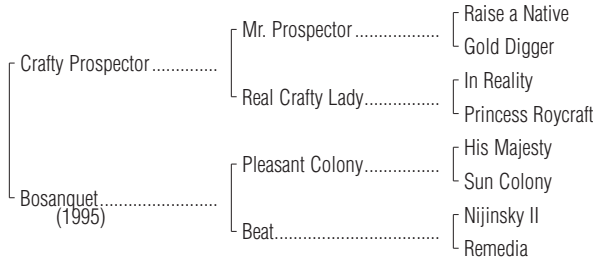 Raise a Native
Mr. Prospector ..................
Gold Digger
Crafty Prospector ..............
In Reality
Real Crafty Lady ................
Princess Roycraft
His Majesty
Pleasant Colony ................
Sun Colony
Bosanquet .........................
(1995)
Nijinsky II
Beat ...................................
Remedia